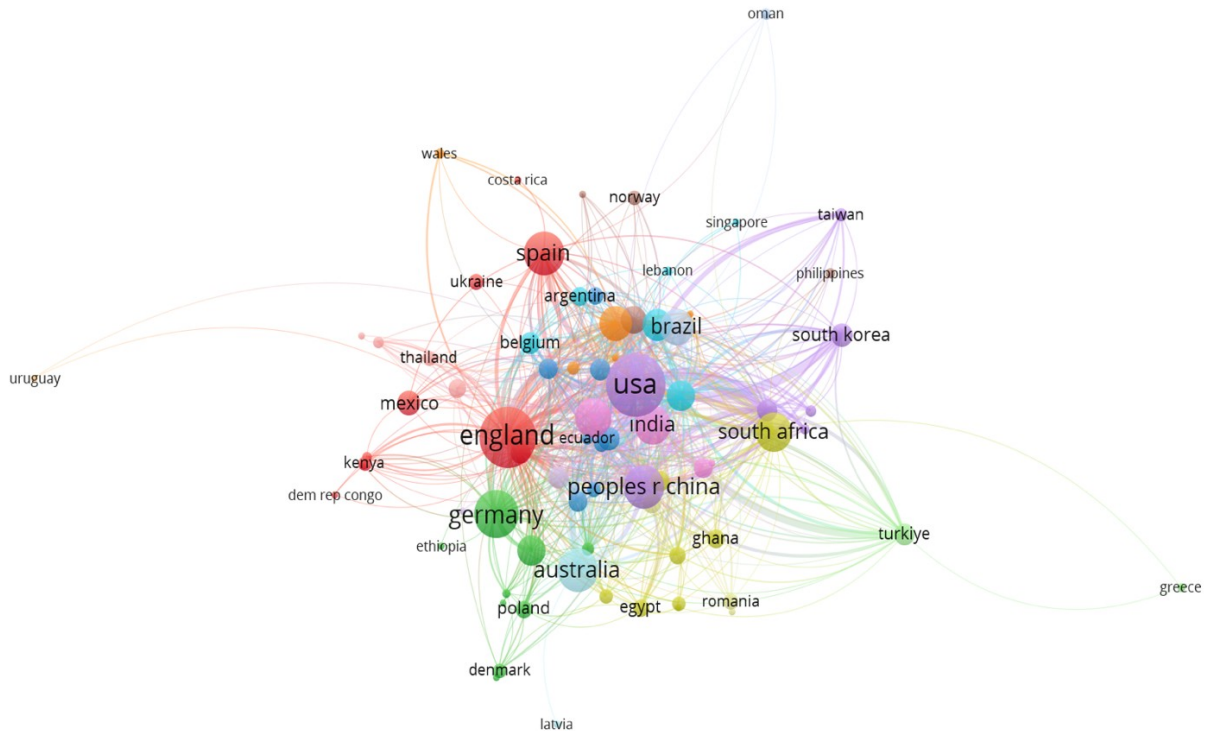 oman
wales
costa rica
norway
taiwan
singapore
spain
lebanon
philippines
ukraine
argentina
brazil
south korea
belgium
thailand
uruguay
usa
mexico
india
south africa
england
ecuador
kenya
peoples r china
dem rep congo
germany
turkiye
ghana
ethiopia
australia
greece
romania
poland
egypt
denmark
latvia